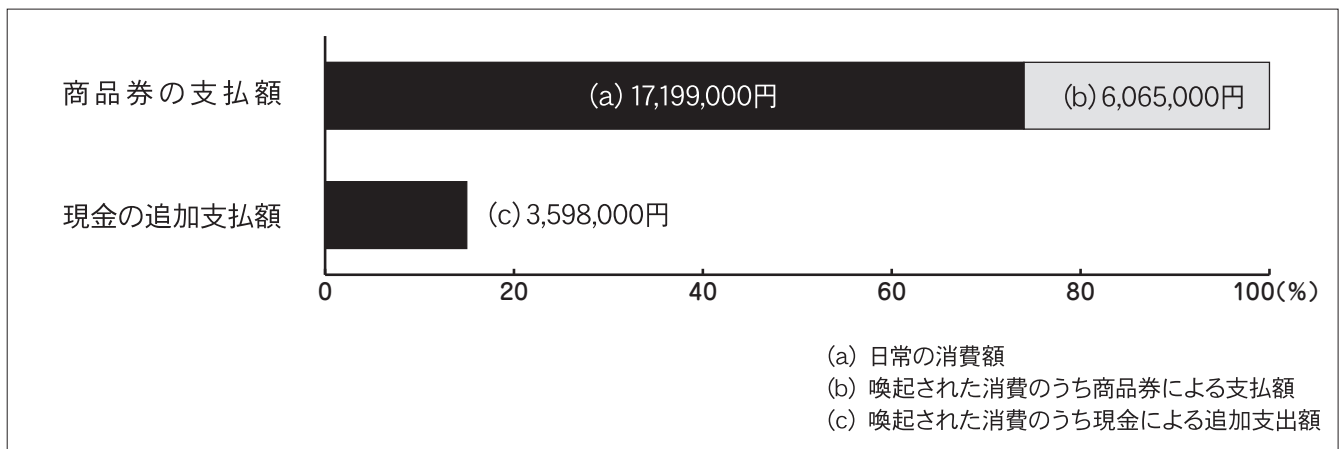 商品券の支払額
(a) 17,199,000円
(b) 6,065,000円
現金の追加支払額
(c) 3,598,000円
0 20 40 60 80 100(%)
(a) 日常の消費額
(b) 喚起された消費のうち商品券による支払額
(c) 喚起された消費のうち現金による追加支出額